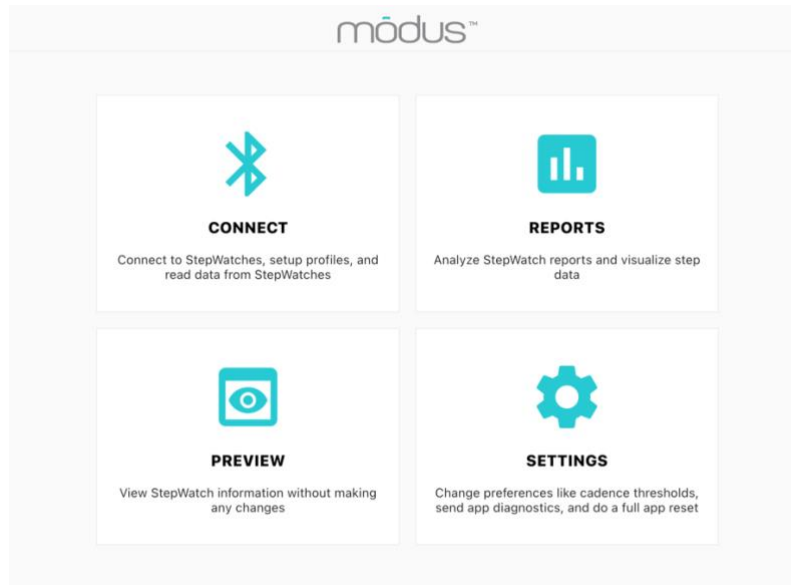 mōdus™
CONNECT
Connect to StepWatches, setup profiles, and
read data from StepWatches
REPORTS
Analyze StepWatch reports and visualize step
data
PREVIEW
View StepWatch information without making
any changes
SETTINGS
Change preferences like cadence thresholds,
send app diagnostics, and do a full app reset